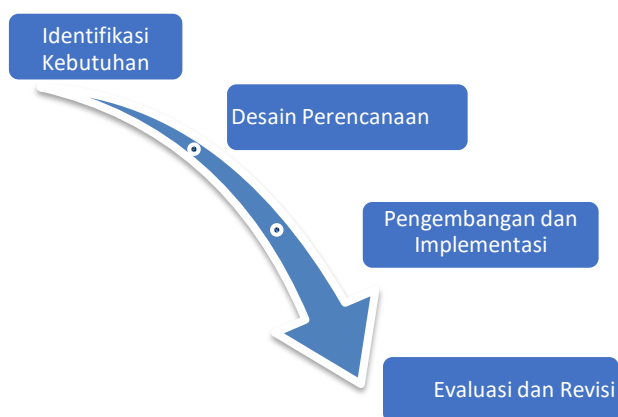 Identifikasi
Kebutuhan
Desain Perencanaan
Pengembangan dan
Implementasi
Evaluasi dan Revisi